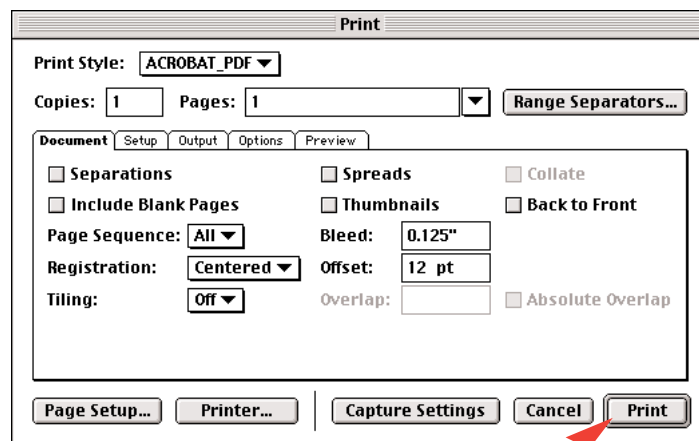 Print
Print Style: ACROBAT_PDF
Copies: 1 Pages: 1 Range Separators...
Document Setup Output Options Preview
Separations Spreads Collate
Include Blank Pages Thumbnails Back to Front
Page Sequence: All Bleed: 0.125"
Registration: Centered Offset: 12 pt
Tiling: Off Overlap: Absolute Overlap
Page Setup... Printer... Capture Settings Cancel Print